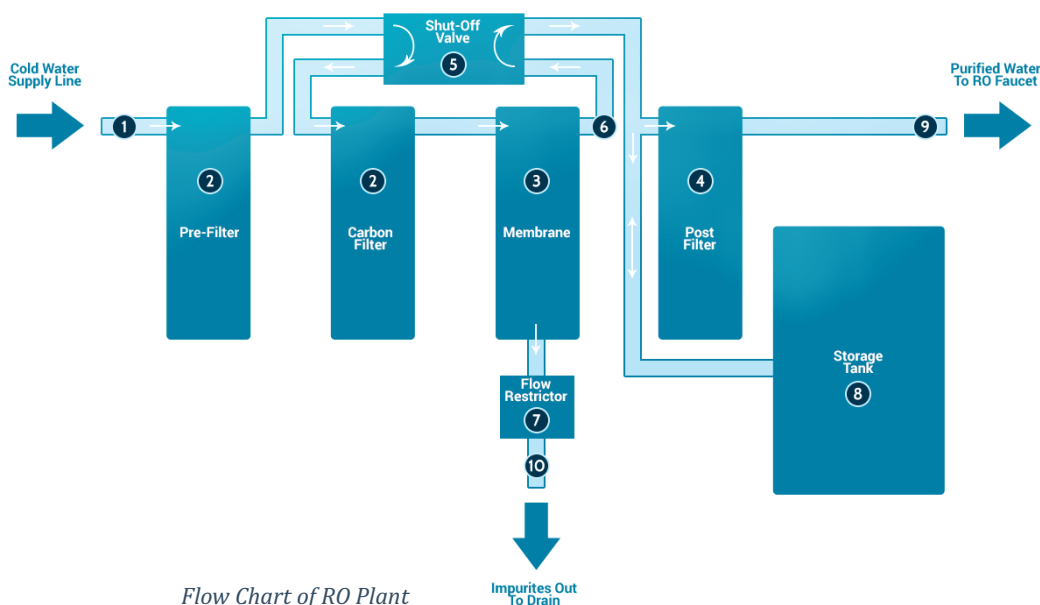 Shut-Off
Valve
5
Cold Water
Supply Line
Purified Water
To RO Faucet
1
6
9
2
Pre-Filter
2
Carbon
Filter
3
Membrane
4
Post
Filter
Storage
Tank
8
Flow
Restrictor
7
10
Impurites Out
To Drain
Flow Chart of RO Plant